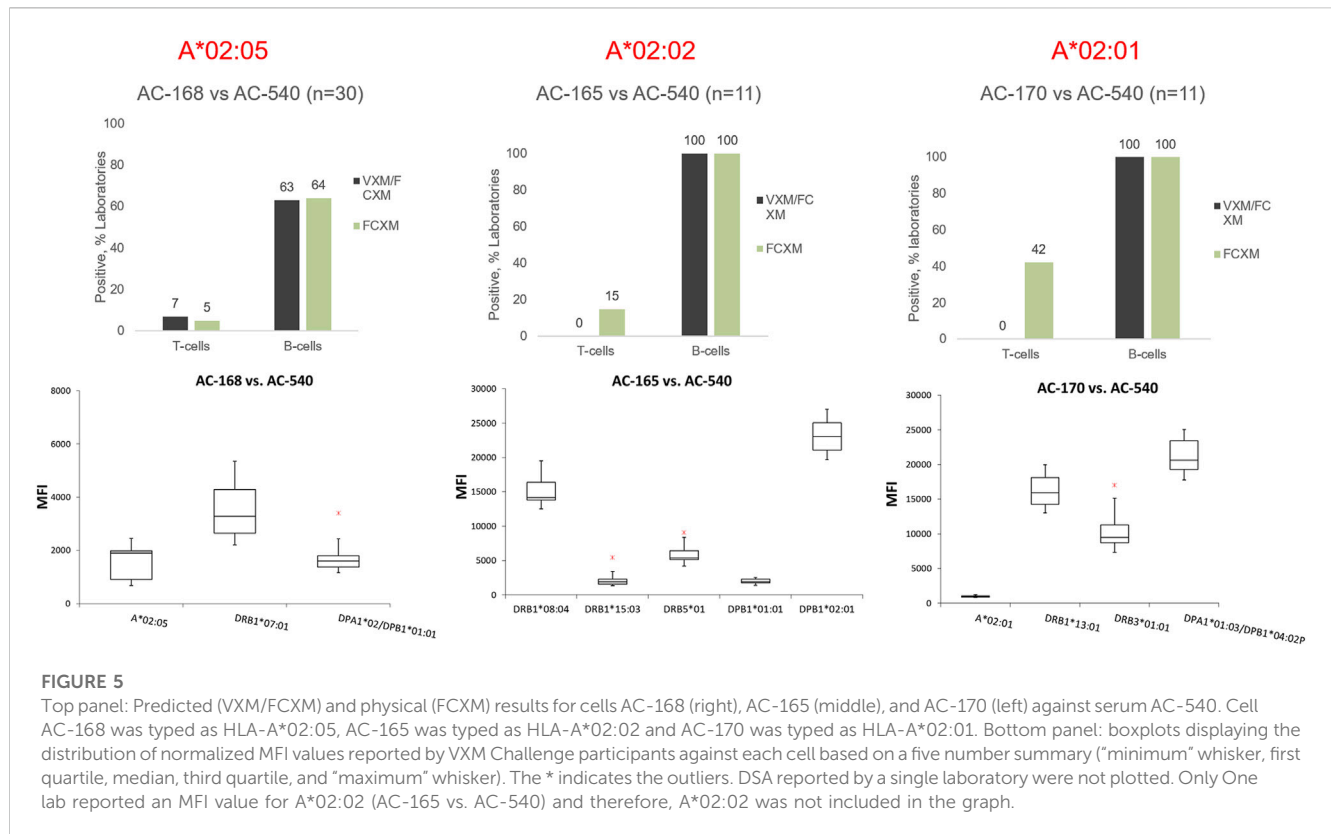 A*02:05
AC-168 vs AC-540 (n=30)
Positive, % Laboratories
100
80
60
40
20
0
7
5
63
64
T-cells
B-cells
VXM/F
CXM
FCXM
A*02:02
AC-165 vs AC-540 (n=11)
Positive, % Laboratories
100
80
60
40
20
0
0
15
100
100
T-cells
B-cells
VXM/FC
XM
FCXM
A*02:01
AC-170 vs AC-540 (n=11)
Positive, % laboratories
100
80
60
40
20
0
0
42
100
100
T-cells
B-cells
VXM/FC
XM
FCXM
AC-168 vs. AC-540
MFI
8000
6000
4000
2000
0
*
A*02:05
DRB1*07:01
DPA1*02/DPB1*01:01
AC-165 vs. AC-540
MFI
30000
25000
20000
15000
10000
5000
0
*
*
DRB1*08:04
DRB1*15:03
DRB5*01
DPB1*01:01
DPB1*02:01
AC-170 vs. AC-540
MFI
30000
25000
20000
15000
10000
5000
0
*
A*02:01
DRB1*13:01
DRB3*01:01
DPA1*01:03/DPB1*04:02P
FIGURE 5
Top panel: Predicted (VXM/FCXM) and physical (FCXM) results for cells AC-168 (right), AC-165 (middle), and AC-170 (left) against serum AC-540. Cell
AC-168 was typed as HLA-A*02:05, AC-165 was typed as HLA-A*02:02 and AC-170 was typed as HLA-A*02:01. Bottom panel: boxplots displaying the
distribution of normalized MFI values reported by VXM Challenge participants against each cell based on a five number summary (“minimum” whisker, first
quartile, median, third quartile, and “maximum” whisker). The * indicates the outliers. DSA reported by a single laboratory were not plotted. Only One
lab reported an MFI value for A*02:02 (AC-165 vs. AC-540) and therefore, A*02:02 was not included in the graph.